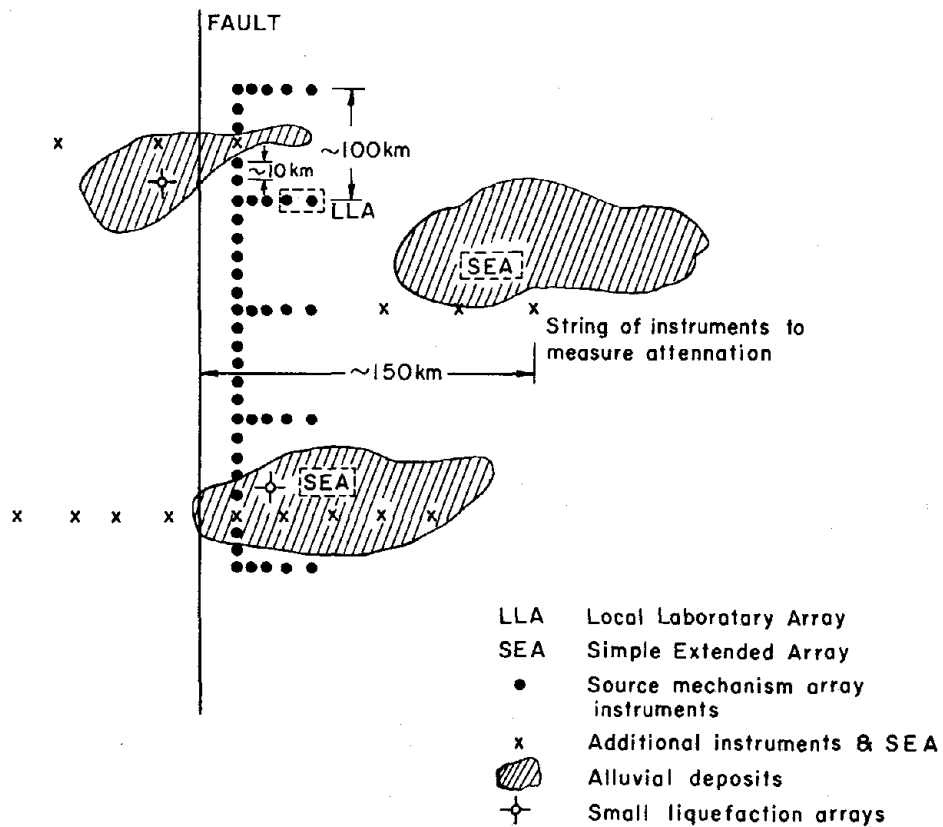 FAULT
~100km
~10km
LLA
SEA
String of instruments to
measure attennation
~150km
SEA
LLA Local Laboratary Array
SEA Simple Extended Array
● Source mechanism array
instruments
x Additional instruments & SEA
Alluvial deposits
Small liquefaction arrays